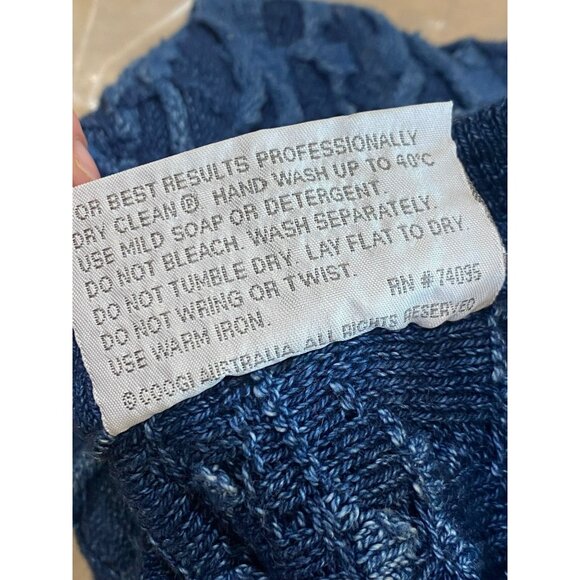 OR BEST RESULTS PROFESSIONALLY
DRY CLEAN Ⓟ HAND WASH UP TO 40°C
USE MILD SOAP OR DETERGENT.
DO NOT BLEACH. WASH SEPARATELY.
DO NOT TUMBLE DRY. LAY FLAT TO DRY.
DO NOT WRING OR TWIST.
USE WARM IRON. RN # 74095
© COOGI AUSTRALIA. ALL RIGHTS RESERVED